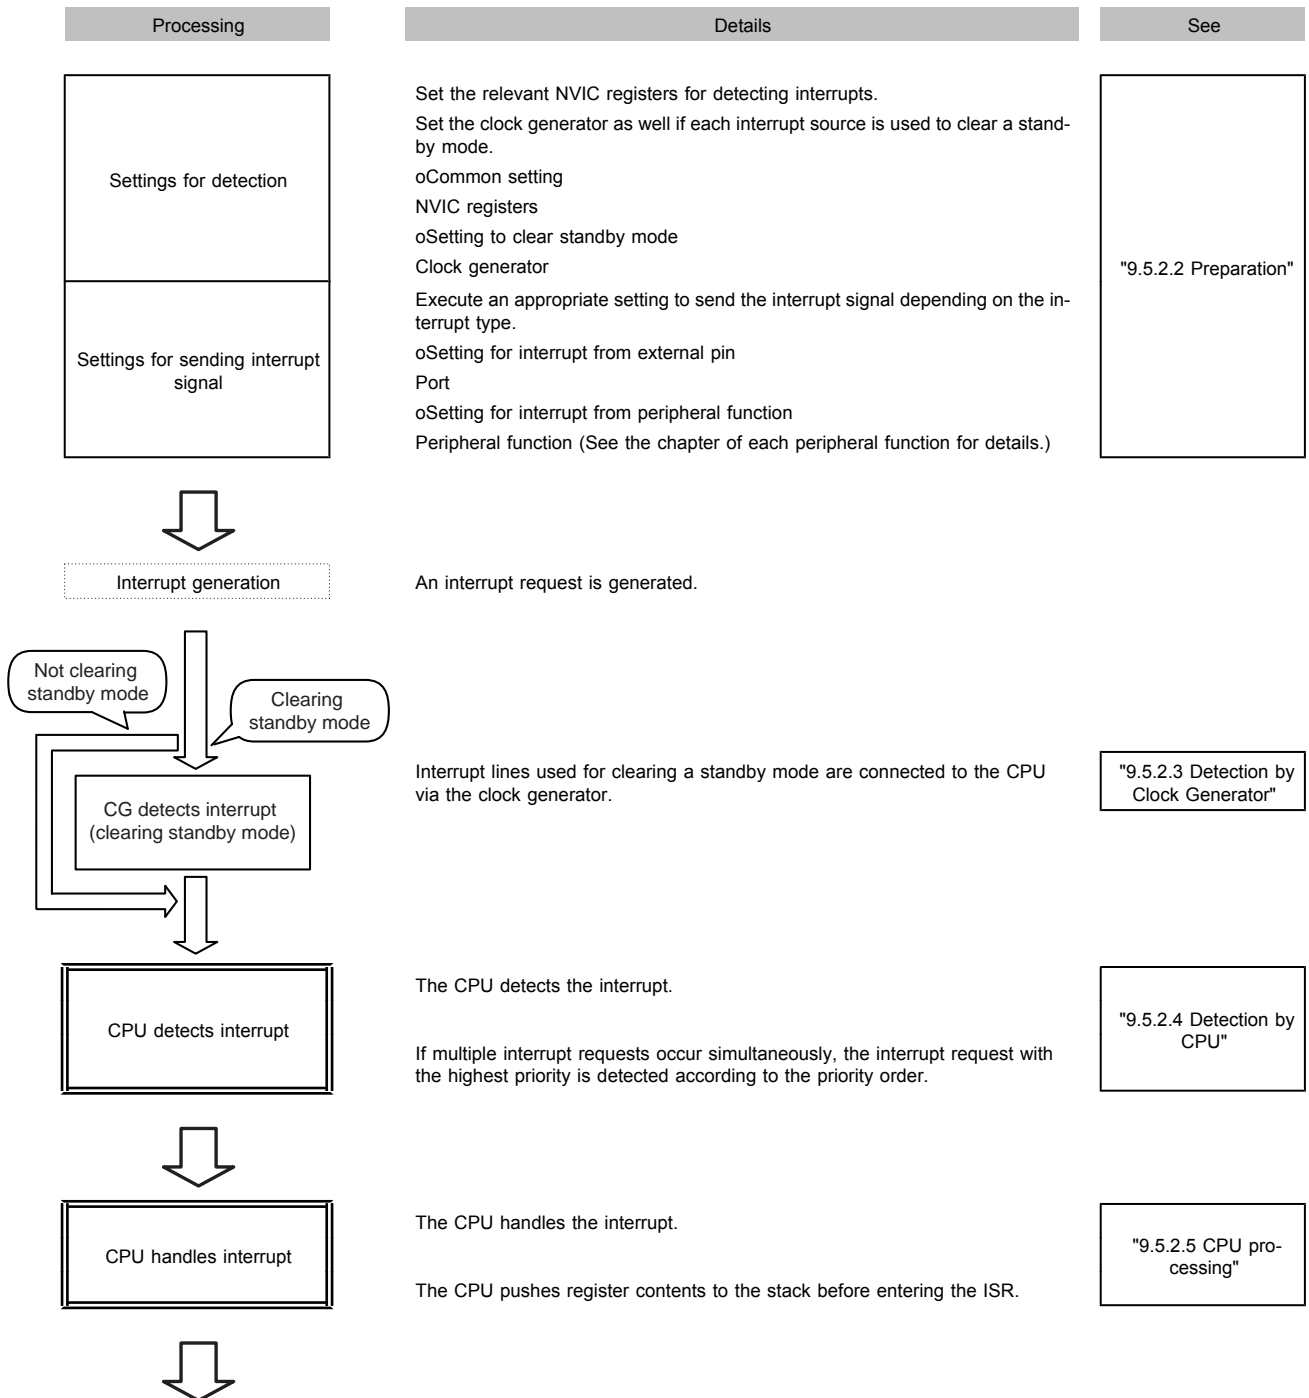 Processing
Details
See
Settings for detection
Set the relevant NVIC registers for detecting interrupts.
Set the clock generator as well if each interrupt source is used to clear a stand-
by mode.
oCommon setting
NVIC registers
oSetting to clear standby mode
Clock generator
"9.5.2.2 Preparation"
Settings for sending interrupt
signal
Execute an appropriate setting to send the interrupt signal depending on the in-
terrupt type.
oSetting for interrupt from external pin
Port
oSetting for interrupt from peripheral function
Peripheral function (See the chapter of each peripheral function for details.)
Interrupt generation
An interrupt request is generated.
Not clearing
standby mode
Clearing
standby mode
CG detects interrupt
(clearing standby mode)
Interrupt lines used for clearing a standby mode are connected to the CPU
via the clock generator.
"9.5.2.3 Detection by
Clock Generator"
CPU detects interrupt
The CPU detects the interrupt.
If multiple interrupt requests occur simultaneously, the interrupt request with
the highest priority is detected according to the priority order.
"9.5.2.4 Detection by
CPU"
CPU handles interrupt
The CPU handles the interrupt.
The CPU pushes register contents to the stack before entering the ISR.
"9.5.2.5 CPU pro-
cessing"